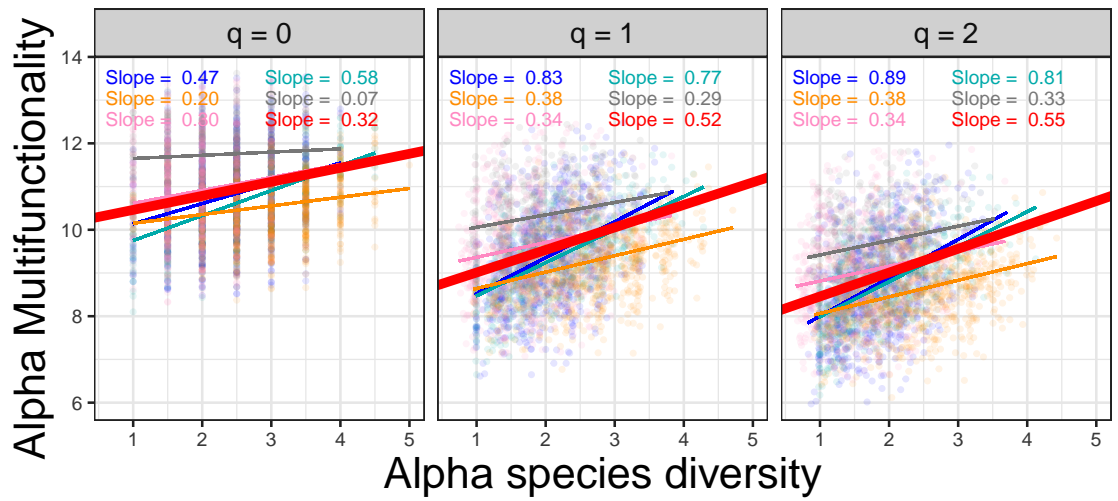 q = 0
q = 1
q = 2
Alpha Multifunctionality
14
12
10
8
6
Slope = 0.47 Slope = 0.58
Slope = 0.20 Slope = 0.07
Slope = 0.30 Slope = 0.32
Slope = 0.83 Slope = 0.77
Slope = 0.38 Slope = 0.29
Slope = 0.34 Slope = 0.52
Slope = 0.89 Slope = 0.81
Slope = 0.38 Slope = 0.33
Slope = 0.34 Slope = 0.55
1 2 3 4 5
1 2 3 4 5
1 2 3 4 5
Alpha species diversity